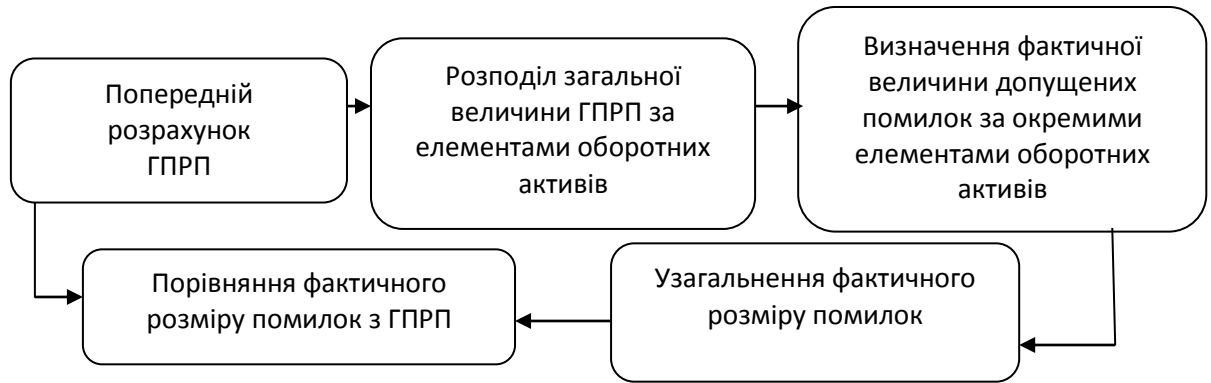 Попередній
розрахунок
ГПРП
Розподіл загальної
величини ГПРП за
елементами оборотних
активів
Визначення фактичної
величини допущених
помилок за окремими
елементами оборотних
активів
Порівняння фактичного
розміру помилок з ГПРП
Узагальнення фактичного
розміру помилок